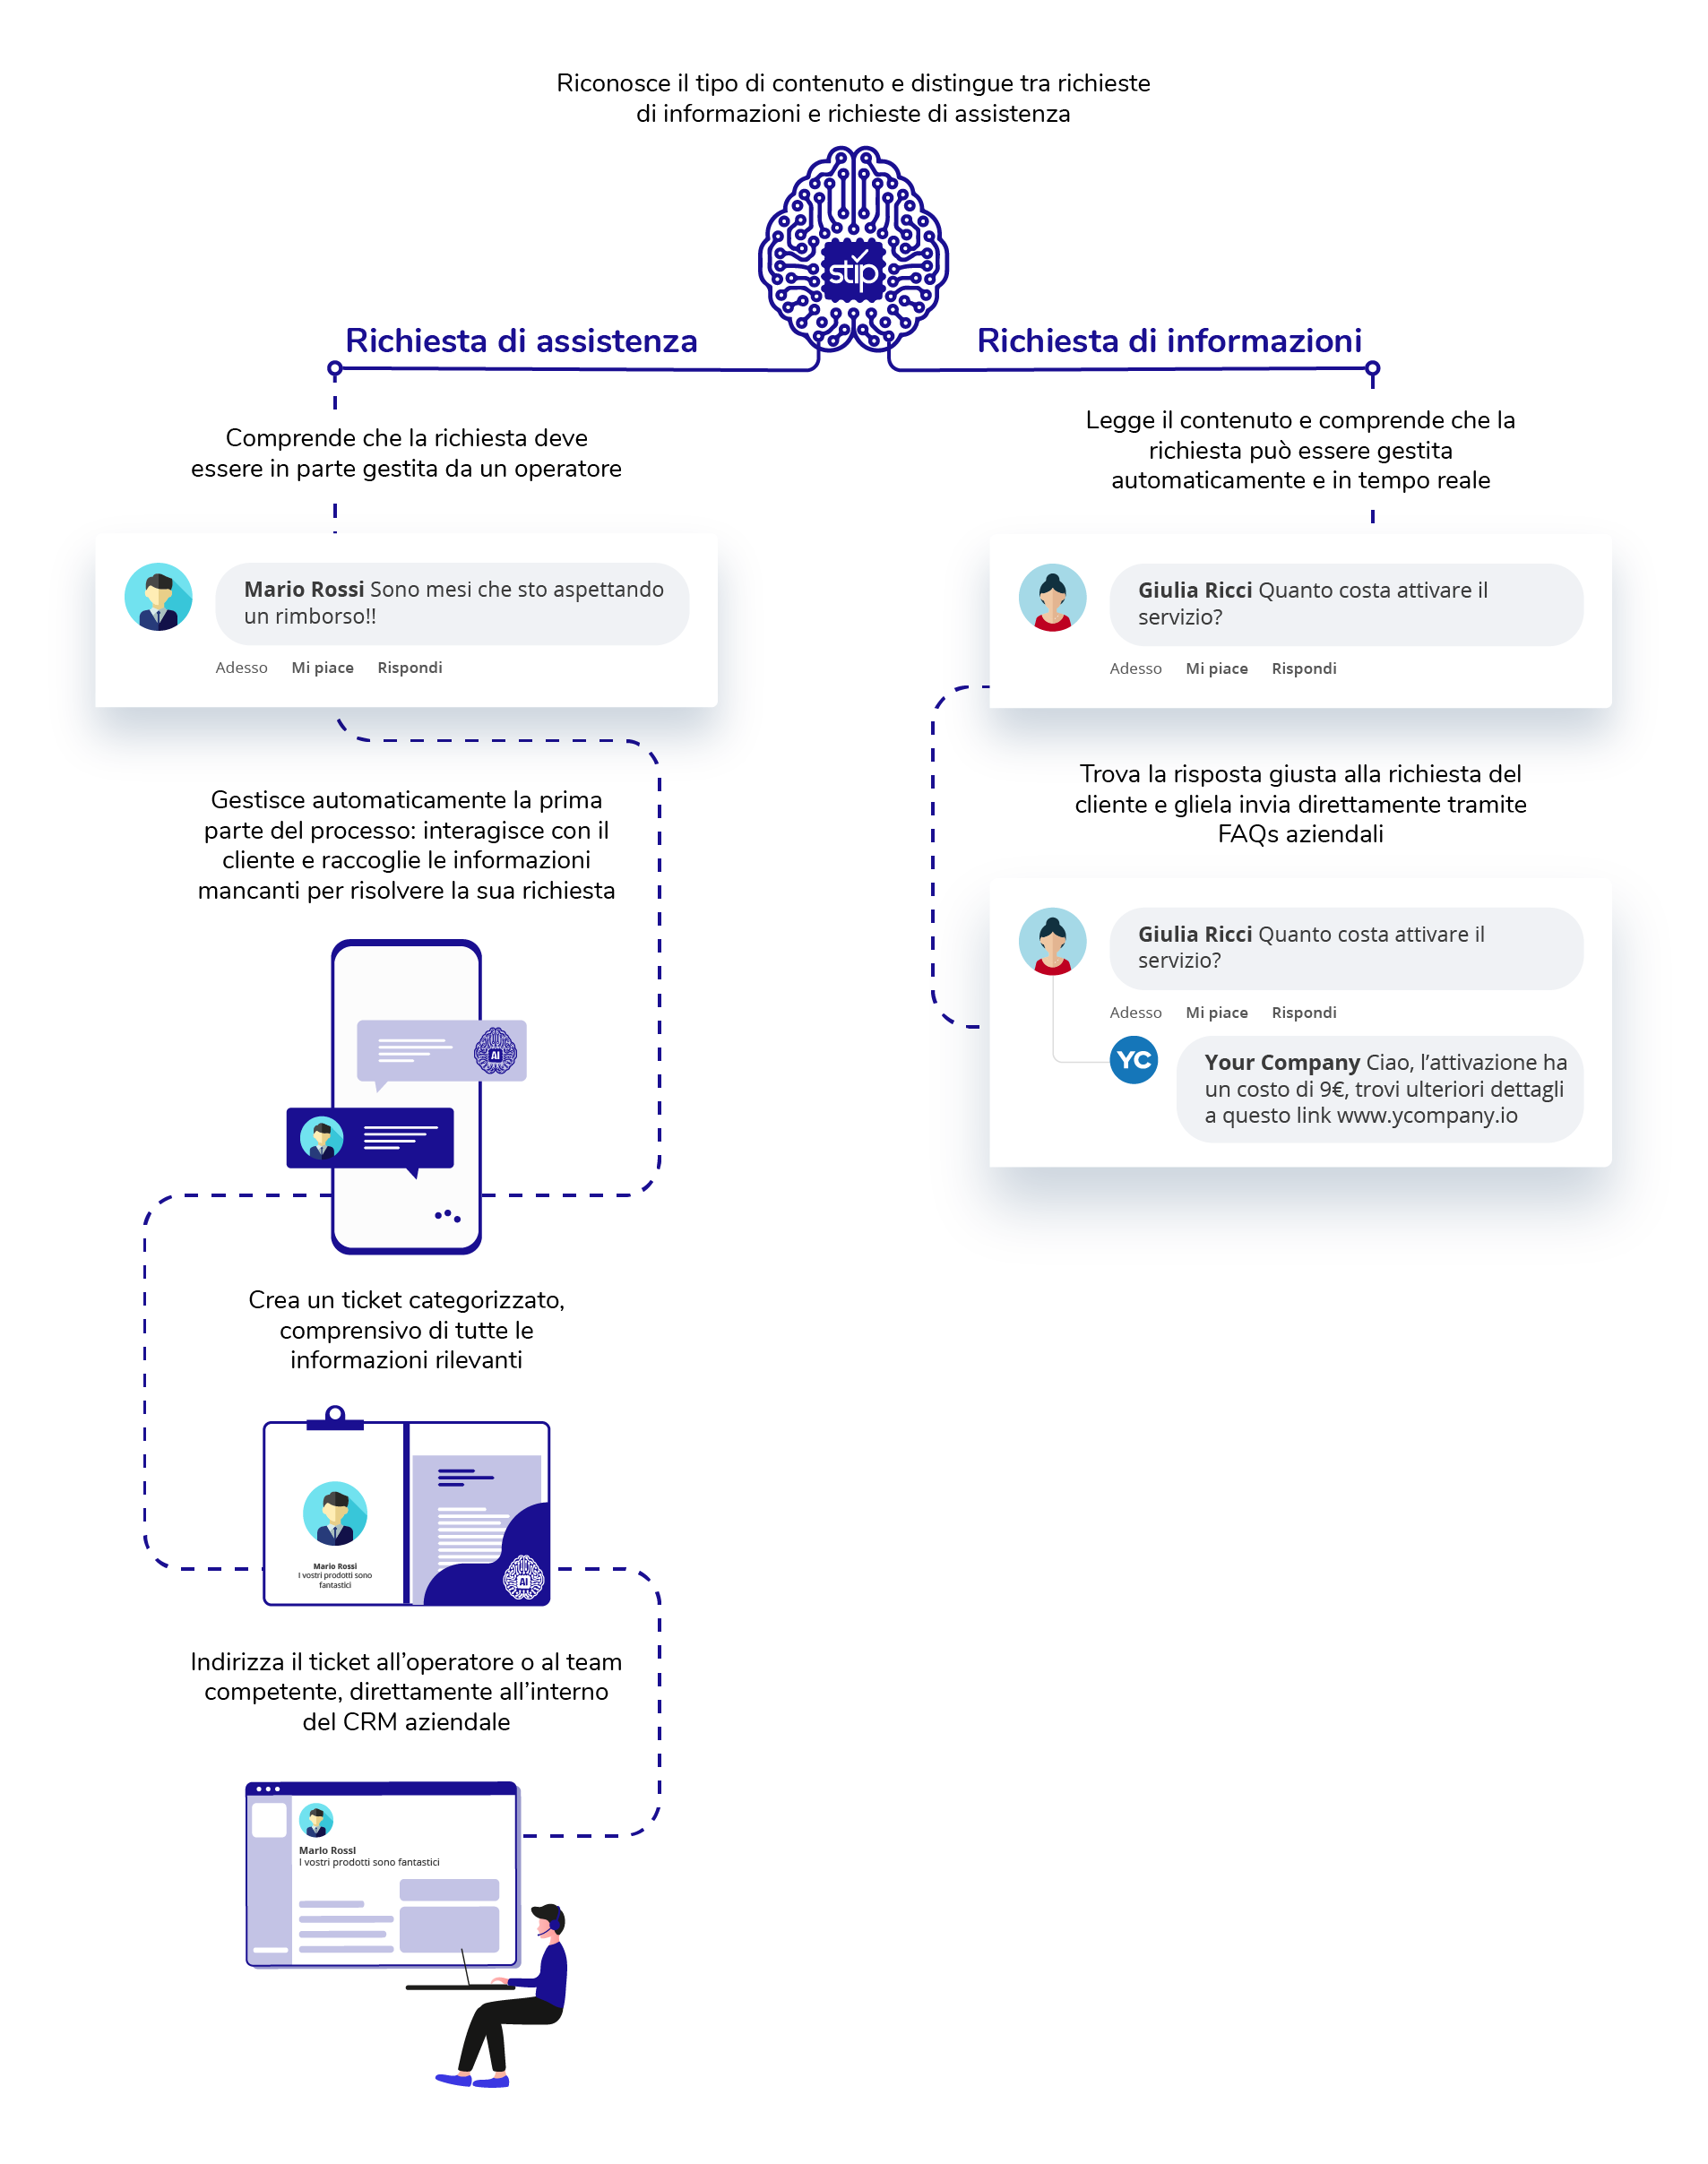 Riconosce il tipo di contenuto e distingue tra richieste
di informazioni e richieste di assistenza
stip
Richiesta di assistenza
Comprende che la richiesta deve
essere in parte gestita da un operatore
Mario Rossi Sono mesi che sto aspettando
un rimborso!!
Adesso Mi piace Rispondi
Gestisce automaticamente la prima
parte del processo: interagisce con il
cliente e raccoglie le informazioni
mancanti per risolvere la sua richiesta
AI
Crea un ticket categorizzato,
comprensivo di tutte le
informazioni rilevanti
Mario Rossi
I vostri prodotti sono
fantastici
AI
Indirizza il ticket all’operatore o al team
competente, direttamente all’interno
del CRM aziendale
Mario Rossi
I vostri prodotti sono fantastici
Richiesta di informazioni
Legge il contenuto e comprende che la
richiesta può essere gestita
automaticamente e in tempo reale
Giulia Ricci Quanto costa attivare il
servizio?
Adesso Mi piace Rispondi
Trova la risposta giusta alla richiesta del
cliente e gliela invia direttamente tramite
FAQs aziendali
Giulia Ricci Quanto costa attivare il
servizio?
Adesso Mi piace Rispondi
YC
Your Company Ciao, l’attivazione ha
un costo di 9€, trovi ulteriori dettagli
a questo link www.ycompany.io